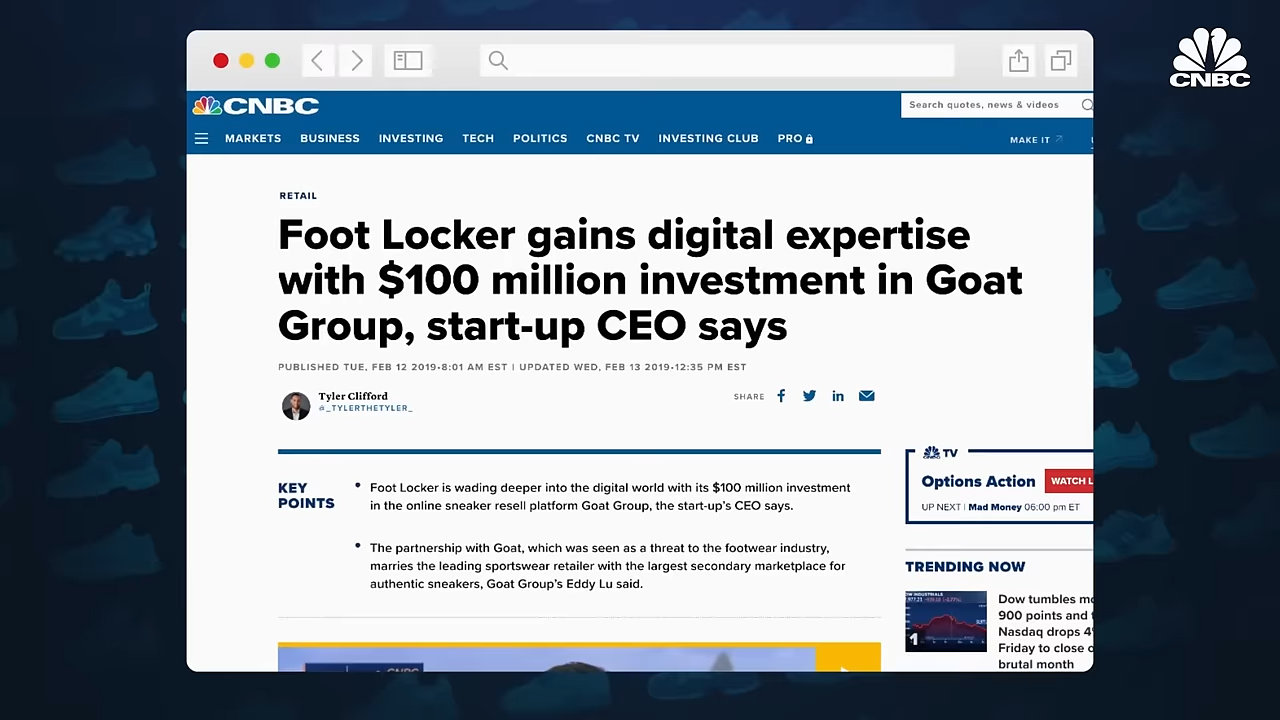 CNBC
CNBC
Search quotes, news & videos
MARKETS BUSINESS INVESTING TECH POLITICS CNBC TV INVESTING CLUB PRO MAKE IT
RETAIL
Foot Locker gains digital expertise
with $100 million investment in Goat
Group, start-up CEO says
PUBLISHED TUE, FEB 12 2019•8:01 AM EST | UPDATED WED, FEB 13 2019•12:35 PM EST
Tyler Clifford
@_TYLERTHETYLER_
SHARE
KEY
POINTS
• Foot Locker is wading deeper into the digital world with its $100 million investment
in the online sneaker resell platform Goat Group, the start-up's CEO says.
• The partnership with Goat, which was seen as a threat to the footwear industry,
marries the leading sportswear retailer with the largest secondary marketplace for
authentic sneakers, Goat Group's Eddy Lu said.
TV
Options Action
WATCH L
UP NEXT | Mad Money 06:00 pm ET
TRENDING NOW
1
Dow tumbles mo
900 points and
Nasdaq drops 4
Friday to close
brutal month